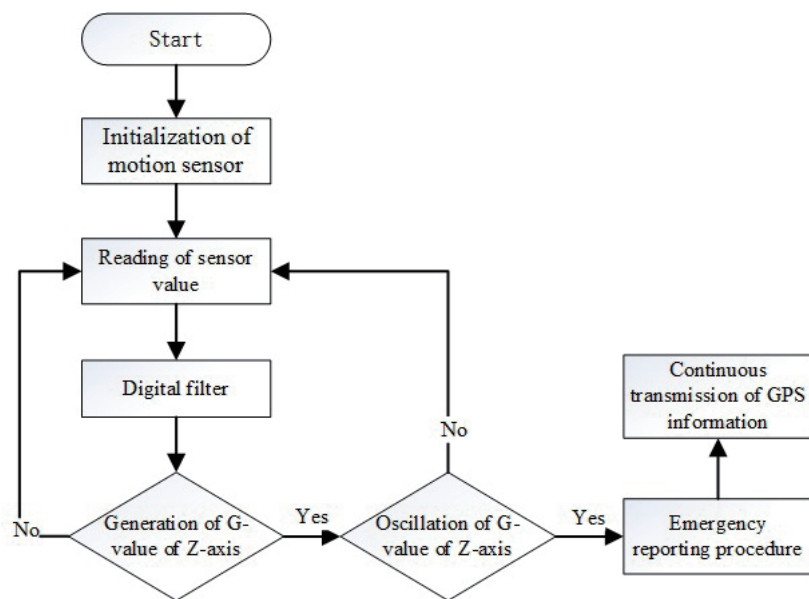 Start
Initialization of
motion sensor
Reading of sensor
value
Digital filter
Continuous
transmission of GPS
information
No
No
Generation of G-
value of Z-axis
Yes
Oscillation of G-
value of Z-axis
Yes
Emergency
reporting procedure